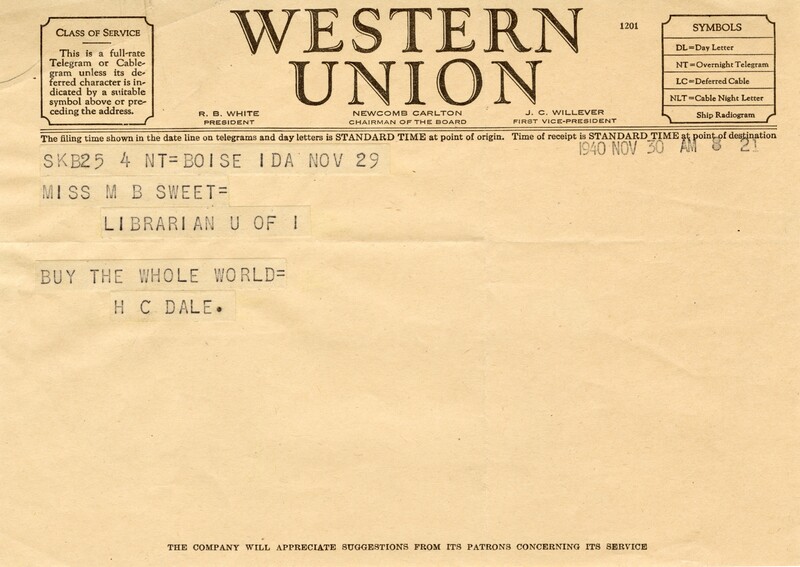 CLASS OF SERVICE
This is a full-rate
Telegram or Cable-
gram unless its de-
ferred character is in-
dicated by a suitable
symbol above or pre-
ceding the address.
WESTERN
UNION
1201
SYMBOLS
DL=Day Letter
NT=Overnight Telegram
LC=Deferred Cable
NLT=Cable Night Letter
Ship Radiogram
R. B. WHITE
PRESIDENT
NEWCOMB CARLTON
CHAIRMAN OF THE BOARD
J. C. WILLEVER
FIRST VICE-PRESIDENT
The filing time shown in the date line on telegrams and day letters is STANDARD TIME at point of origin. Time of receipt is STANDARD TIME at point of destination
1940 NOV 30 AM 8 21
SKB25 4 NT=BOISE IDA NOV 29
MISS M B SWEET=
LIBRARIAN U OF I
BUY THE WHOLE WORLD=
H C DALE.
THE COMPANY WILL APPRECIATE SUGGESTIONS FROM ITS PATRONS CONCERNING ITS SERVICE